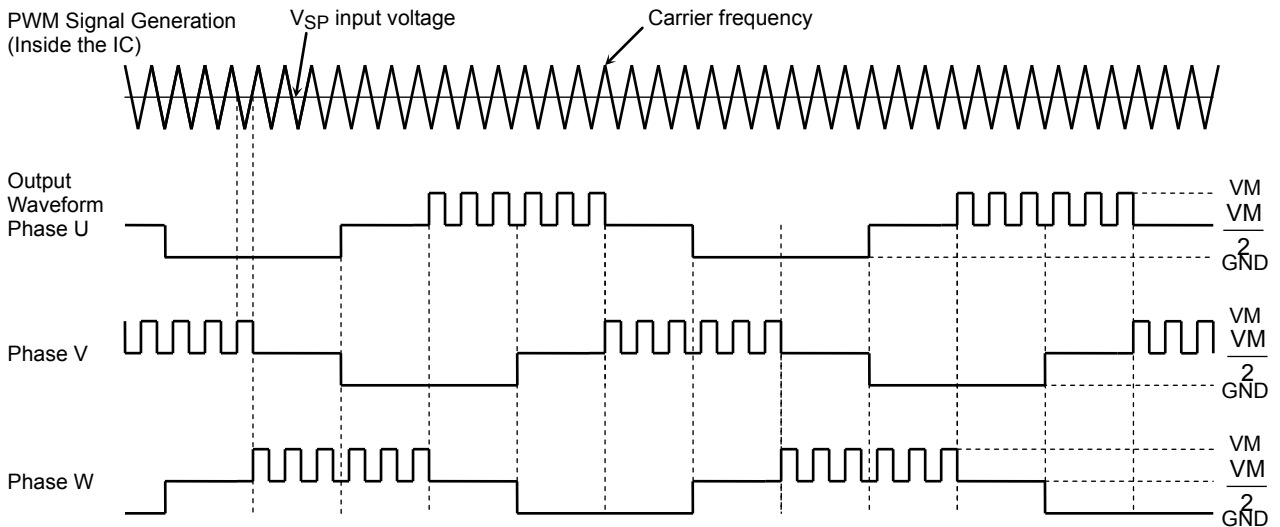 PWM Signal Generation
(Inside the IC)
VSP input voltage
Carrier frequency
Output
Waveform
Phase U
VM
VM
2
GND
Phase V
VM
VM
2
GND
Phase W
VM
VM
2
GND